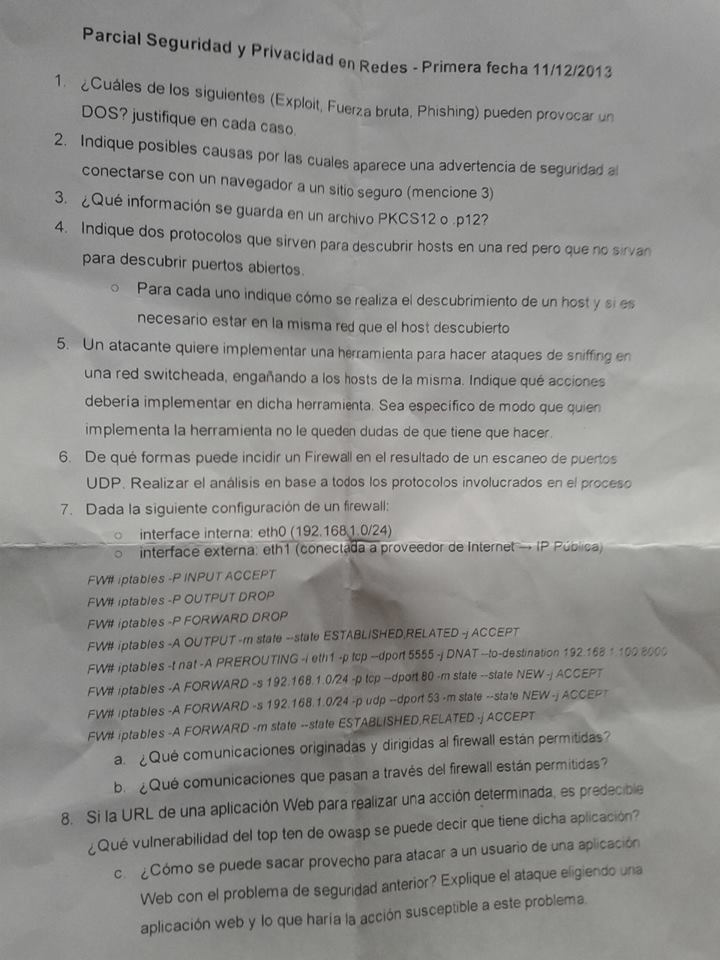 Parcial Seguridad y Privacidad en Redes - Primera fecha 11/12/2013
1. ¿Cuáles de los siguientes (Exploit, Fuerza bruta, Phishing) pueden provocar un
DOS? justifique en cada caso.
2. Indique posibles causas por las cuales aparece una advertencia de seguridad al
conectarse con un navegador a un sitio seguro (mencione 3)
3. ¿Qué información se guarda en un archivo PKCS12 o .p12?
4. Indique dos protocolos que sirven para descubrir hosts en una red pero que no sirvan
para descubrir puertos abiertos.
○ Para cada uno indique cómo se realiza el descubrimiento de un host y si es
necesario estar en la misma red que el host descubierto
5. Un atacante quiere implementar una herramienta para hacer ataques de sniffing en
una red switcheada, engañando a los hosts de la misma. Indique qué acciones
debería implementar en dicha herramienta. Sea específico de modo que quien
implementa la herramienta no le queden dudas de que tiene que hacer.
6. De qué formas puede incidir un Firewall en el resultado de un escaneo de puertos
UDP. Realizar el análisis en base a todos los protocolos involucrados en el proceso
7. Dada la siguiente configuración de un firewall:
○ interface interna: eth0 (192.168.1.0/24)
○ interface externa: eth1 (conectada a proveedor de Internet → IP Pública)
FW# iptables -P INPUT ACCEPT
FW# iptables -P OUTPUT DROP
FW# iptables -P FORWARD DROP
FW# iptables -A OUTPUT -m state --state ESTABLISHED,RELATED -j ACCEPT
FW# iptables -t nat -A PREROUTING -i eth1 -p tcp --dport 5555 -j DNAT --to-destination 192.168.1.100:8000
FW# iptables -A FORWARD -s 192.168.1.0/24 -p tcp --dport 80 -m state --state NEW -j ACCEPT
FW# iptables -A FORWARD -s 192.168.1.0/24 -p udp --dport 53 -m state --state NEW -j ACCEPT
FW# iptables -A FORWARD -m state --state ESTABLISHED,RELATED -j ACCEPT
a. ¿Qué comunicaciones originadas y dirigidas al firewall están permitidas?
b. ¿Qué comunicaciones que pasan a través del firewall están permitidas?
8. Si la URL de una aplicación Web para realizar una acción determinada, es predecible
¿Qué vulnerabilidad del top ten de owasp se puede decir que tiene dicha aplicación?
c. ¿Cómo se puede sacar provecho para atacar a un usuario de una aplicación
Web con el problema de seguridad anterior? Explique el ataque eligiendo una
aplicación web y lo que haría la acción susceptible a este problema.